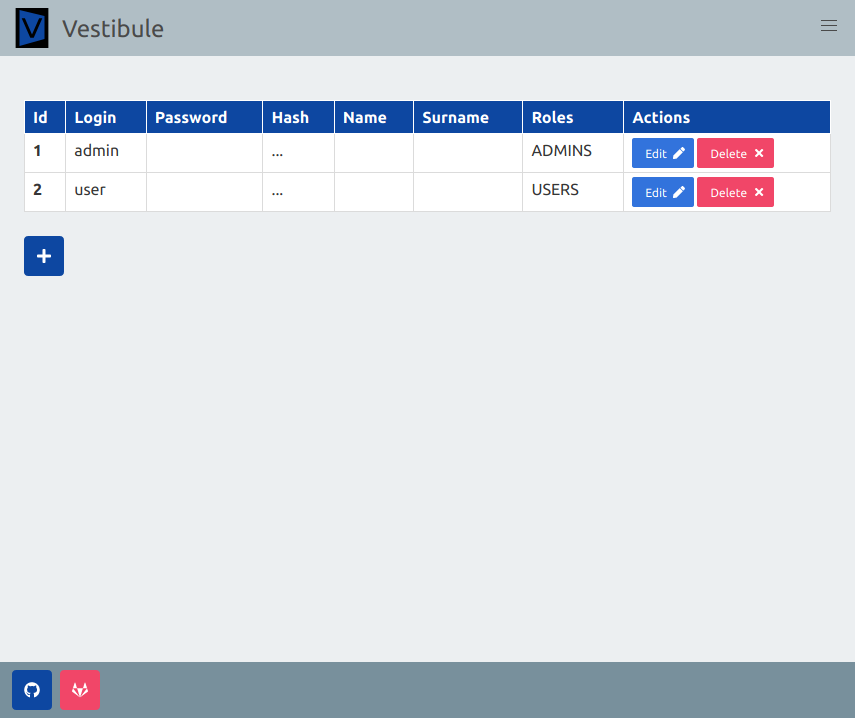 V Vestibule
Id Login Password Hash Name Surname Roles Actions
1 admin ... ADMINS Edit Delete
2 user ... USERS Edit Delete